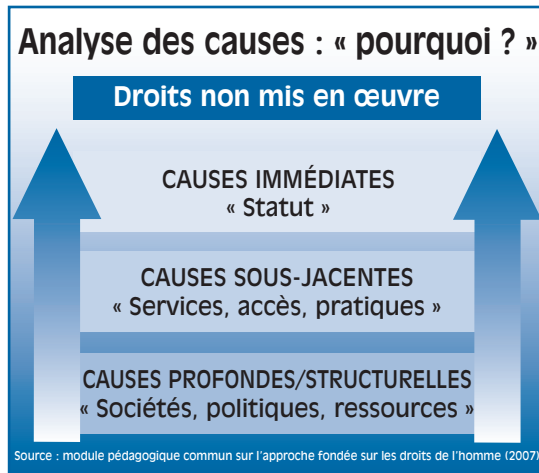 Analyse des causes : « pourquoi ? »
Droits non mis en œuvre
CAUSES IMMÉDIATES
« Statut »
CAUSES SOUS-JACENTES
« Services, accès, pratiques »
CAUSES PROFONDES/STRUCTURELLES
« Sociétés, politiques, ressources »
Source : module pédagogique commun sur l'approche fondée sur les droits de l'homme (2007)